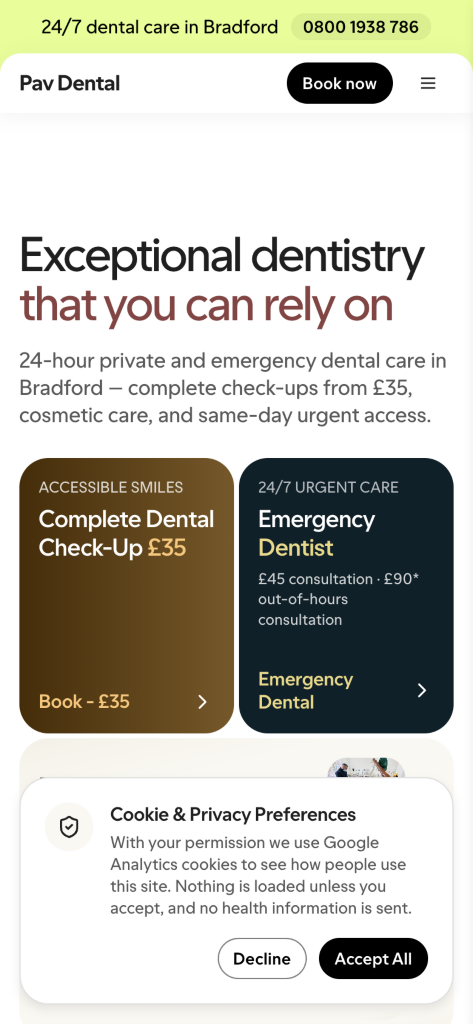 24/7 dental care in Bradford 0800 1938 786
Pav Dental
Book now
Exceptional dentistry
that you can rely on
24-hour private and emergency dental care in
Bradford — complete check-ups from £35,
cosmetic care, and same-day urgent access.
ACCESSIBLE SMILES
Complete Dental
Check-Up £35
Book - £35
24/7 URGENT CARE
Emergency
Dentist
£45 consultation · £90*
out-of-hours
consultation
Emergency
Dental
Cookie & Privacy Preferences
With your permission we use Google
Analytics cookies to see how people use
this site. Nothing is loaded unless you
accept, and no health information is sent.
Decline
Accept All